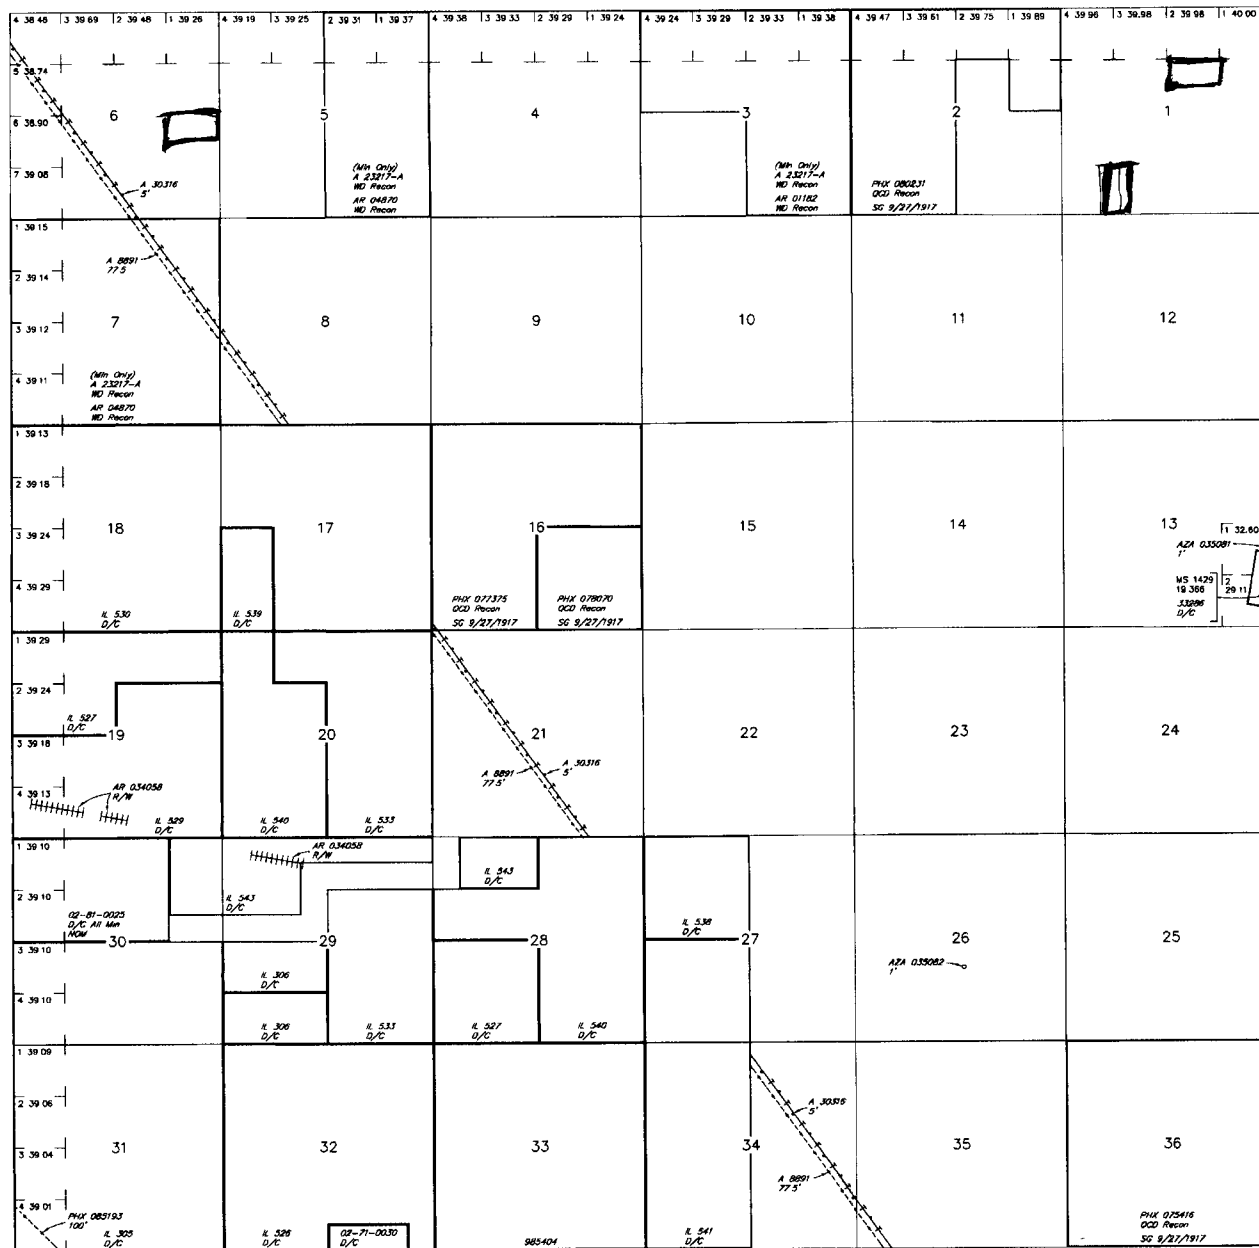 4 38.48 3 39.69 2 39.48 1 39.26 4 39.19 3 39.25 2 39.31 1 39.37 4 39.38 3 39.33 2 39.29 1 39.24 4 39.24 3 39.29 2 39.33 1 39.38 4 39.47 3 39.61 2 39.75 1 39.89 4 39.96 3 39.98 2 39.98 1 40.00
5 38.74
6 38.90
7 39.08
6
5
4
3
2
1
A 30316
5'
(Min Only)
A 23217-A
WD Recon
AR 04870
WD Recon
(Min Only)
A 23217-A
WD Recon
AR 01182
WD Recon
PHX 080231
QCD Recon
SG 9/27/1917
1 39.15
2 39.14
3 39.12
4 39.11
A 8891
77.5
7
8
9
10
11
12
(Min Only)
A 23217-A
WD Recon
AR 04870
WD Recon
1 39.13
2 39.18
3 39.24
4 39.29
18
17
16
15
14
13
1 32.60
AZA 035081
1'
MS 1429
19.366
33286
D/C
2
29.11
IL 530
D/C
IL 539
D/C
PHX 077375
QCD Recon
SG 9/27/1917
PHX 078070
QCD Recon
SG 9/27/1917
1 39.29
2 39.24
3 39.18
4 39.13
IL 527
D/C
19
20
21
22
23
24
A 8891
77.5'
A 30316
5'
AR 034058
R/W
IL 529
D/C
IL 540
D/C
IL 533
D/C
1 39.10
2 39.10
3 39.10
4 39.10
AR 034058
R/W
IL 543
D/C
IL 543
D/C
02-81-0025
D/C All Min
NOM
IL 538
D/C
30
29
28
27
26
25
AZA 035082
1'
IL 306
D/C
IL 306
D/C
IL 533
D/C
IL 527
D/C
IL 540
D/C
1 39.09
2 39.06
3 39.04
4 39.01
31
32
33
34
35
36
A 30316
5'
A 8891
77.5'
PHX 085193
100'
IL 305
D/C
IL 526
D/C
02-71-0030
D/C
985404
IL 541
D/C
PHX 075416
QCD Recon
SG 9/27/1917